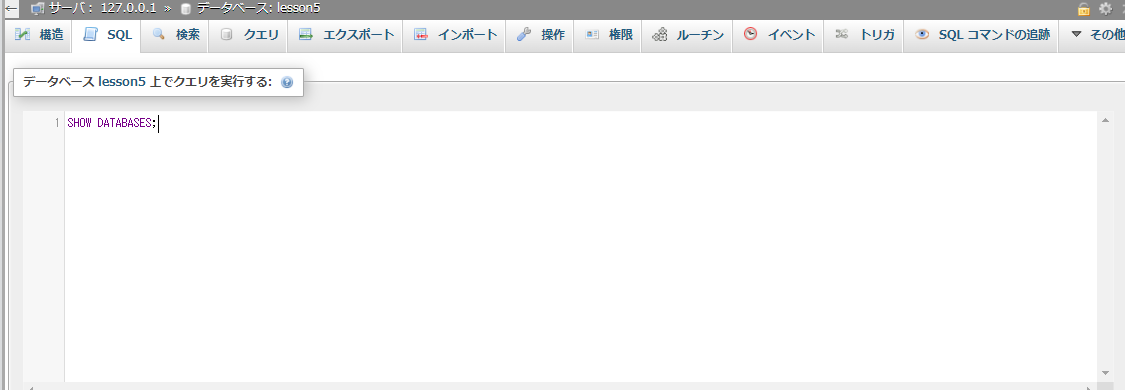 ← サーバ: 127.0.0.1 » データベース: lesson5
構造 SQL 検索 クエリ エクスポート インポート 操作 権限 ルーチン イベント トリガ SQL コマンドの追跡 その他
データベース lesson5 上でクエリを実行する:
1 SHOW DATABASES;